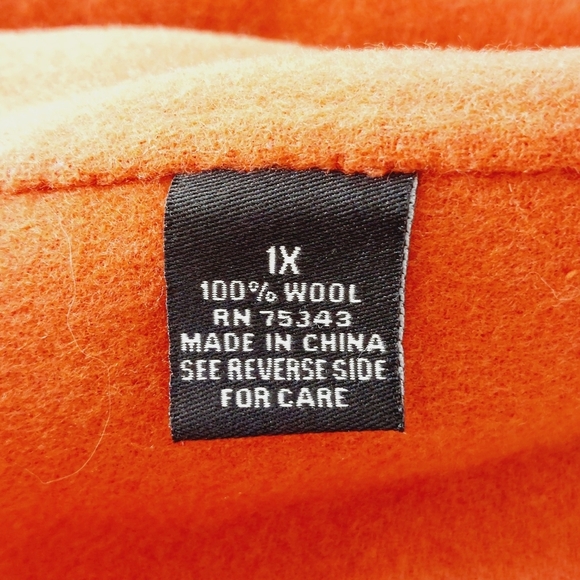 1X
100% WOOL
RN 75343
MADE IN CHINA
SEE REVERSE SIDE
FOR CARE